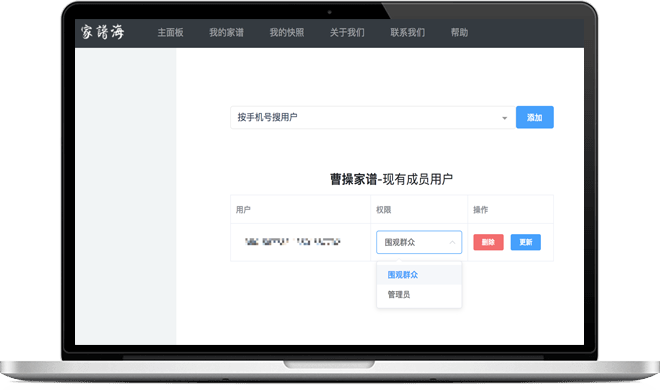 家谱海 主面板 我的家谱 我的快照 关于我们 联系我们 帮助
按手机号搜用户 添加
曹操家谱-现有成员用户
用户 权限 操作
围观群众 删除 更新
围观群众
管理员